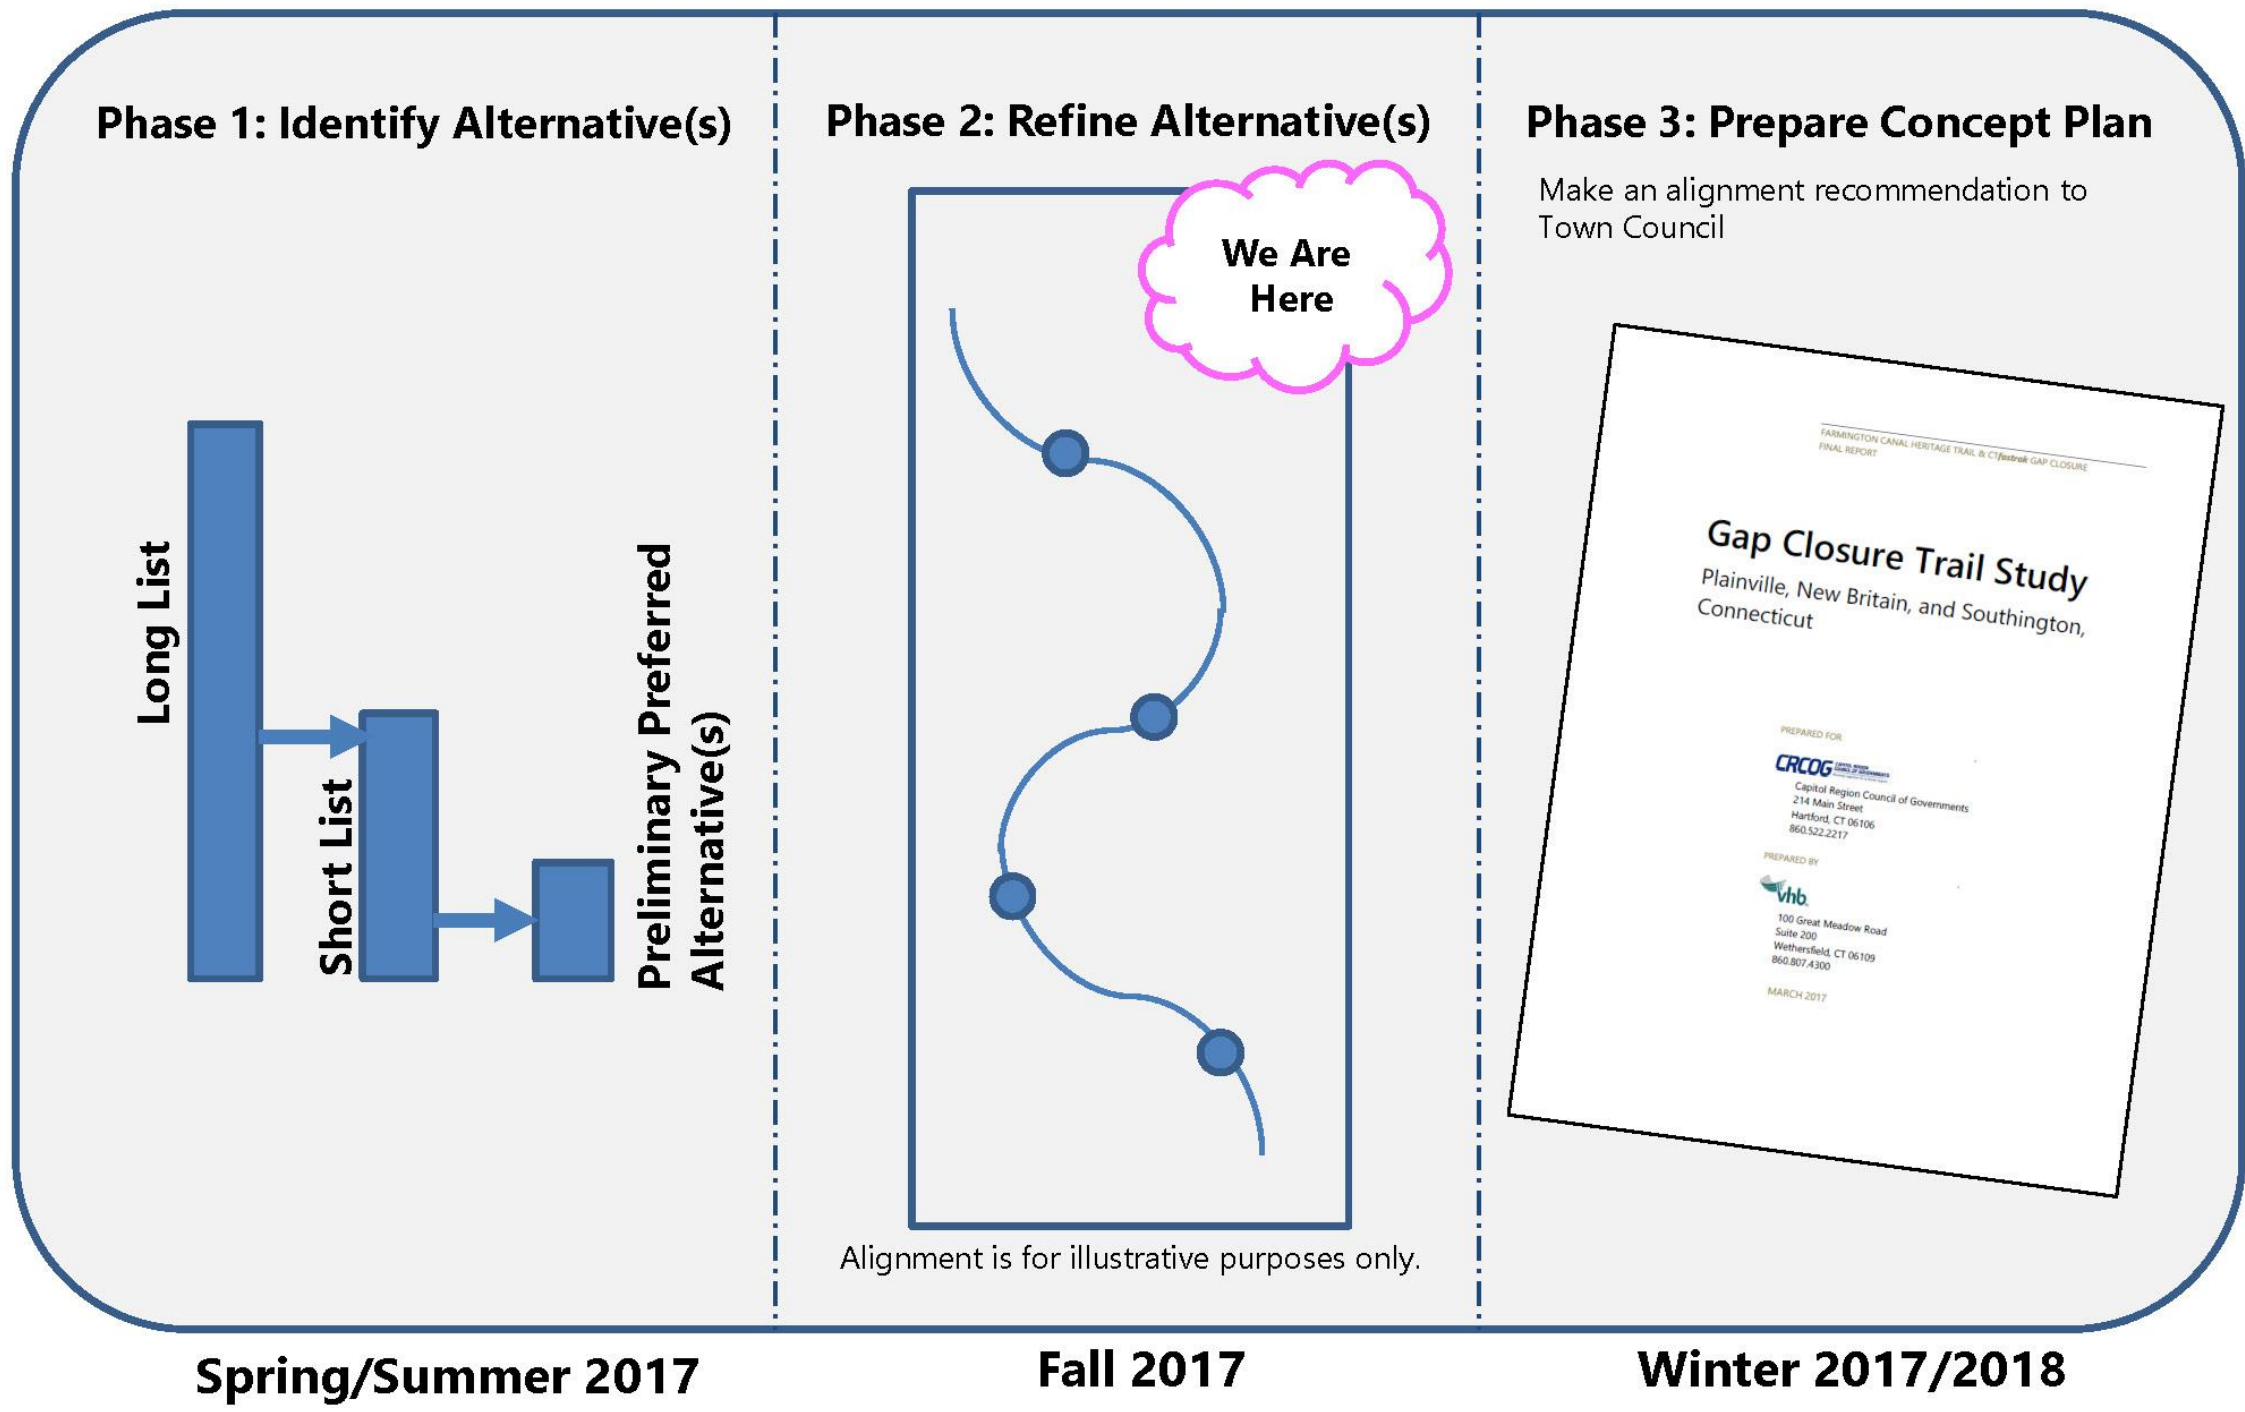 Phase 1: Identify Alternative(s)
Long List
Short List
Preliminary Preferred
Alternative(s)
Spring/Summer 2017
Phase 2: Refine Alternative(s)
We Are
Here
Alignment is for illustrative purposes only.
Fall 2017
Phase 3: Prepare Concept Plan
Make an alignment recommendation to
Town Council
FARMINGTON CANAL HERITAGE TRAIL & CTfastrak GAP CLOSURE
FINAL REPORT
Gap Closure Trail Study
Plainville, New Britain, and Southington,
Connecticut
PREPARED FOR
CRCOG
Capitol Region Council of Governments
214 Main Street
Hartford, CT 06106
860.522.2217
PREPARED BY
vhb
100 Great Meadow Road
Suite 200
Wethersfield, CT 06109
860.807.4300
MARCH 2017
Winter 2017/2018